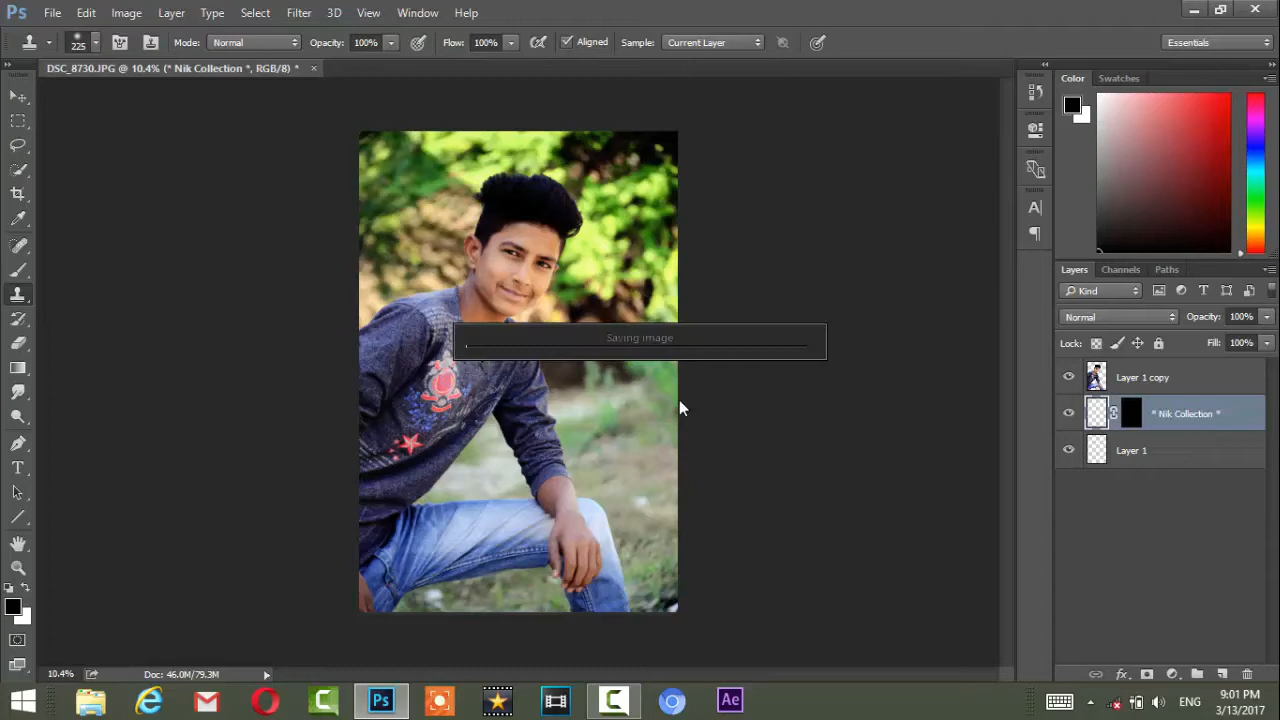 Ps File Edit Image Layer Type Select Filter 3D View Window Help
225 Mode: Normal Opacity: 100% Flow: 100% Aligned Sample: Current Layer Essentials
DSC_8730.JPG @ 10.4% (* Nik Collection *, RGB/8) * ×
Color Swatches
Saving image
Layers Channels Paths
Kind
Normal Opacity: 100%
Lock: Fill: 100%
Layer 1 copy
* Nik Collection *
Layer 1
10.4% Doc: 46.0M/79.3M
Ps Ae ENG
9:01 PM
3/13/2017